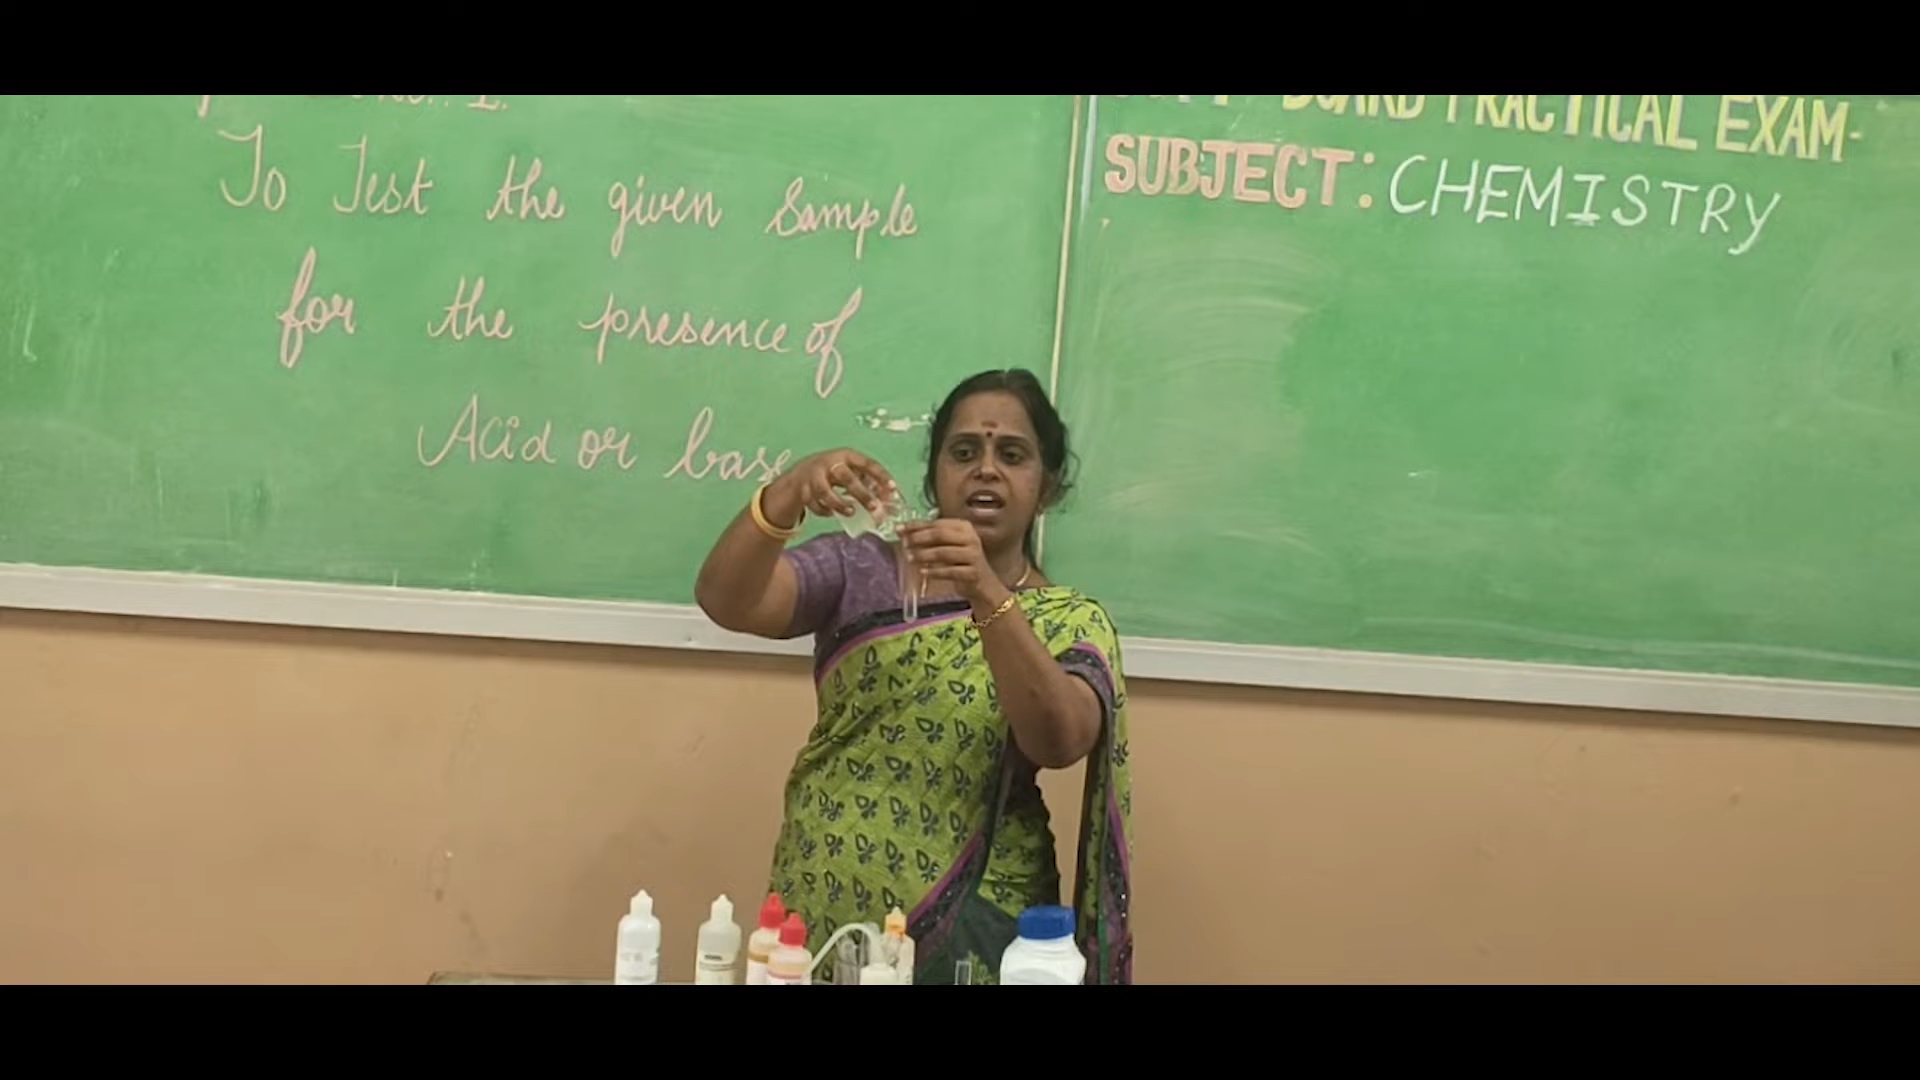 To Test the given Sample
for the presence of
Acid or base
BOARD PRACTICAL EXAM-
SUBJECT: CHEMISTRY